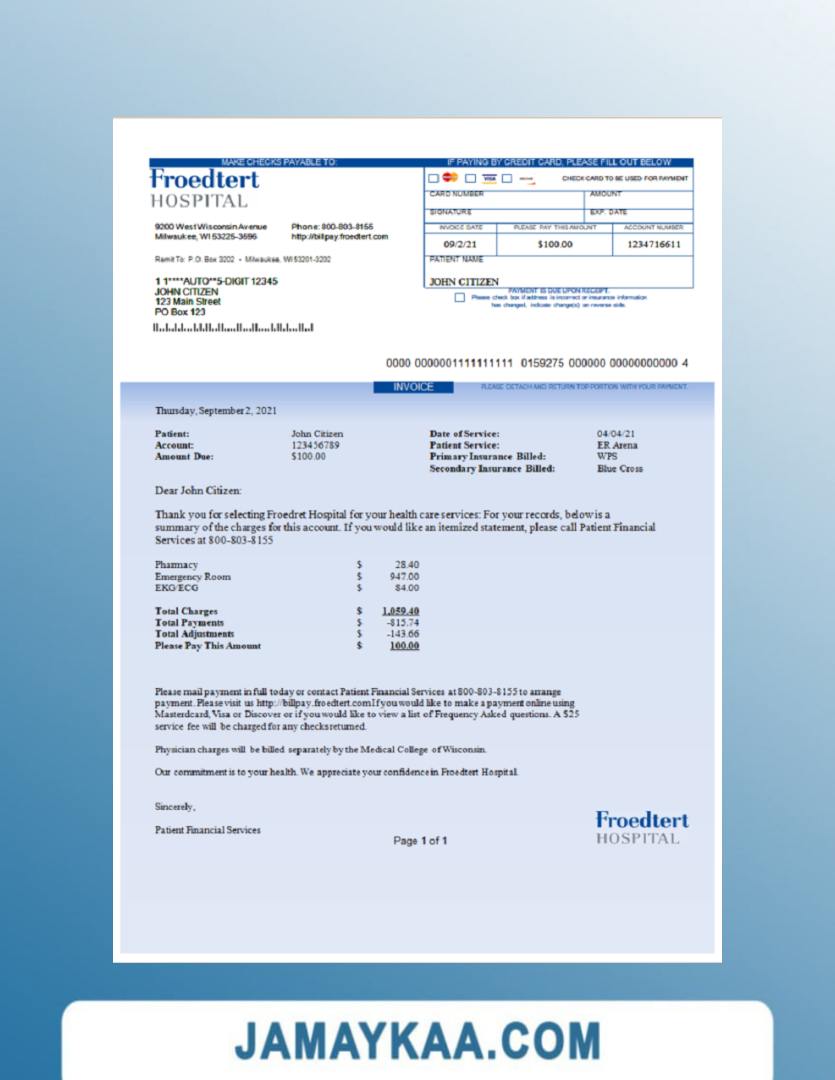 MAKE CHECKS PAYABLE TO:
Froedtert
HOSPITAL
9200 West Wisconsin Avenue
Milwaukee, WI 53226-3596
Phone: 800-803-8155
http://billpay.froedtert.com
Remit To: P.O. Box 3202 • Milwaukee, WI 53201-3202
1 1****AUTO**5-DIGIT 12345
JOHN CITIZEN
123 Main Street
PO Box 123
IF PAYING BY CREDIT CARD, PLEASE FILL OUT BELOW
VISA
CHECK CARD TO BE USED FOR PAYMENT
CARD NUMBER AMOUNT
SIGNATURE EXP. DATE
INVOICE DATE PLEASE PAY THIS AMOUNT ACCOUNT NUMBER
09/2/21 $100.00 1234716611
PATIENT NAME
JOHN CITIZEN
PAYMENT IS DUE UPON RECEIPT.
Please check box if address is incorrect or insurance information
has changed, indicate change(s) on reverse side.
0000 0000001111111111 0159275 000000 00000000000 4
INVOICE PLEASE DETACH AND RETURN TOP PORTION WITH YOUR PAYMENT.
Thursday, September 2, 2021
Patient: John Citizen
Account: 123456789
Amount Due: $100.00
Date of Service: 04/04/21
Patient Service: ER Arena
Primary Insurance Billed: WPS
Secondary Insurance Billed: Blue Cross
Dear John Citizen:
Thank you for selecting Froedret Hospital for your health care services: For your records, below is a
summary of the charges for this account. If you would like an itemized statement, please call Patient Financial
Services at 800-803-8155
Pharmacy $ 28.40
Emergency Room $ 947.00
EKG/ECG $ 84.00
Total Charges $ 1,059.40
Total Payments $ -815.74
Total Adjustments $ -143.66
Please Pay This Amount $ 100.00
Please mail payment in full today or contact Patient Financial Services at 800-803-8155 to arrange
payment. Please visit us http://billpay.froedtert.com If you would like to make a payment online using
Masterdcard, Visa or Discover or if you would like to view a list of Frequency Asked questions. A $25
service fee will be charged for any checks returned.
Physician charges will be billed separately by the Medical College of Wisconsin.
Our commitment is to your health. We appreciate your confidence in Froedtert Hospital.
Sincerely,
Patient Financial Services
Page 1 of 1
Froedtert
HOSPITAL
JAMAYKAA.COM